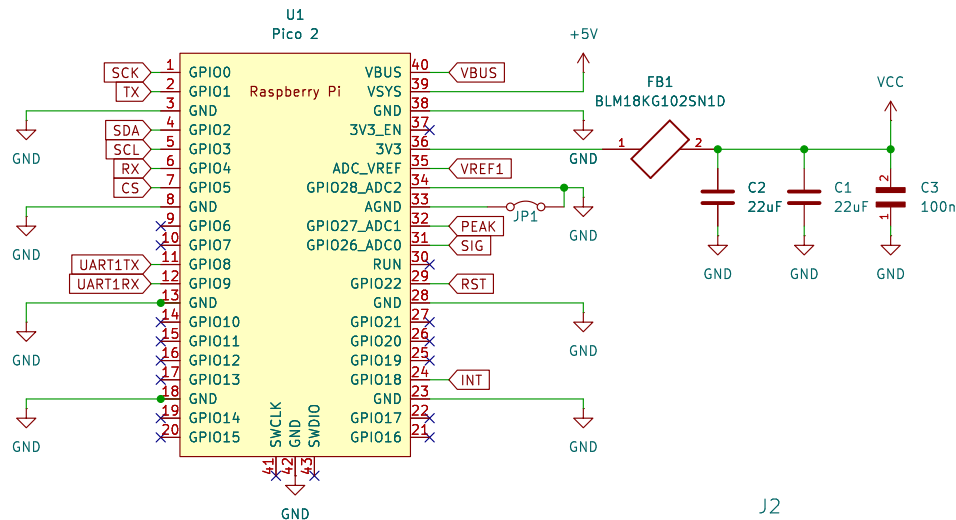 U1
Pico 2
Raspberry Pi
SCK 1 GPIO0
TX 2 GPIO1
GND 3 GND
SDA 4 GPIO2
SCL 5 GPIO3
RX 6 GPIO4
CS 7 GPIO5
GND 8 GND
9 GPIO6
10 GPIO7
UART1TX 11 GPIO8
UART1RX 12 GPIO9
GND 13 GND
14 GPIO10
15 GPIO11
16 GPIO12
17 GPIO13
GND 18 GND
19 GPIO14
20 GPIO15
VBUS 40 VBUS
VSYS 39 +5V
GND 38 GND
3V3_EN 37
3V3 36
ADC_VREF 35 VREF1
GPIO28_ADC2 34 GND
AGND 33 JP1
GPIO27_ADC1 32 PEAK
GPIO26_ADC0 31 SIG
RUN 30
GPIO22 29 RST
GND 28 GND
GPIO21 27
GPIO20 26
GPIO19 25
GPIO18 24 INT
GND 23 GND
GPIO17 22
GPIO16 21
SWCLK GND SWDIO
41 42 43
GND
FB1
BLM18KG102SN1D
1 2
VCC
C2
22uF
GND
C1
22uF
GND
2
C3
100n
1
GND
J2